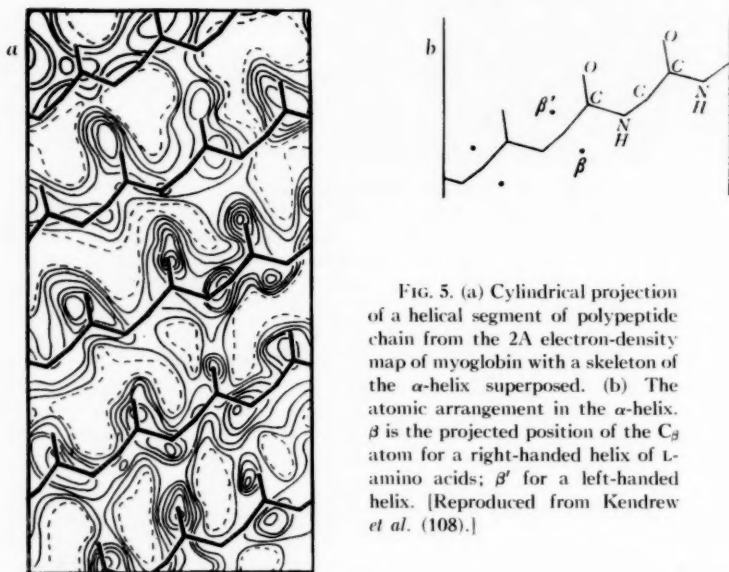 a
b
O
O
C
C
C
β'
N
H
N
H
β
FIG. 5. (a) Cylindrical projection
of a helical segment of polypeptide
chain from the 2A electron-density
map of myoglobin with a skeleton of
the α-helix superposed. (b) The
atomic arrangement in the α-helix.
β is the projected position of the Cβ
atom for a right-handed helix of L-
amino acids; β' for a left-handed
helix. [Reproduced from Kendrew
et al. (108).]